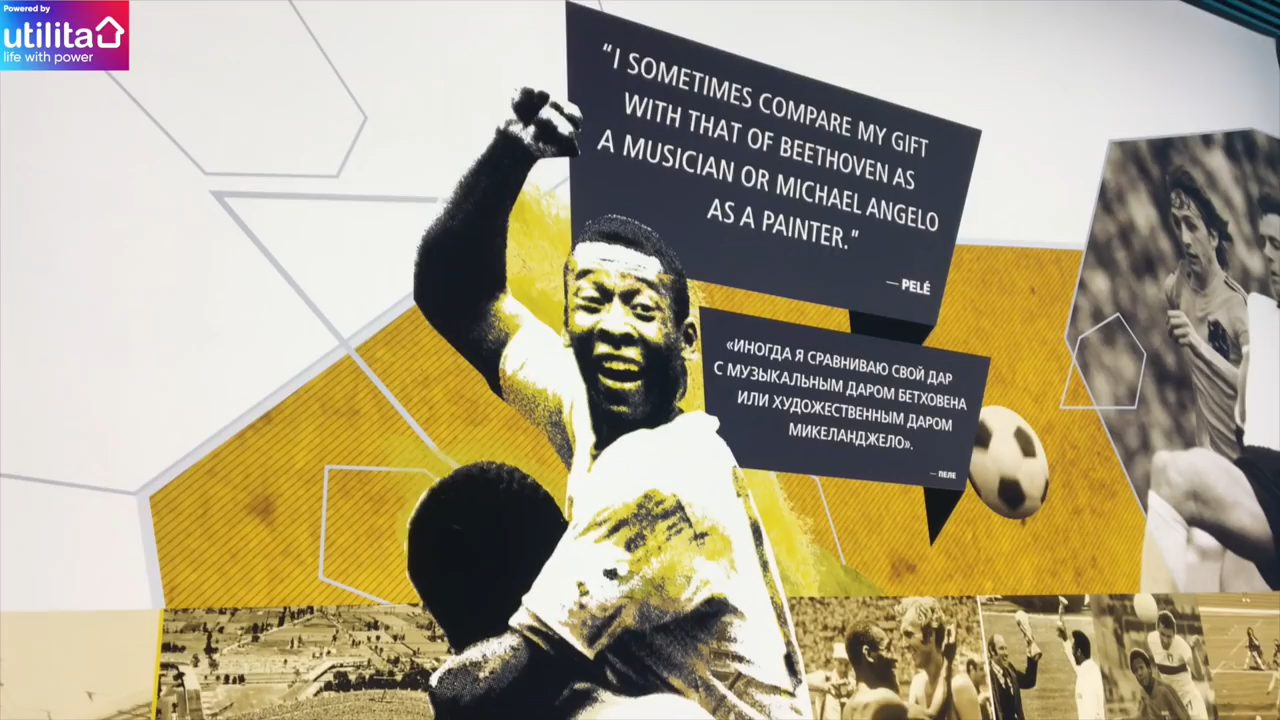 Powered by
utilita
life with power
“I SOMETIMES COMPARE MY GIFT
WITH THAT OF BEETHOVEN AS
A MUSICIAN OR MICHAEL ANGELO
AS A PAINTER.”
— PELÉ
«ИНОГДА Я СРАВНИВАЮ СВОЙ ДАР
С МУЗЫКАЛЬНЫМ ДАРОМ БЕТХОВЕНА
ИЛИ ХУДОЖЕСТВЕННЫМ ДАРОМ
МИКЕЛАНДЖЕЛО».
— ПЕЛЕ